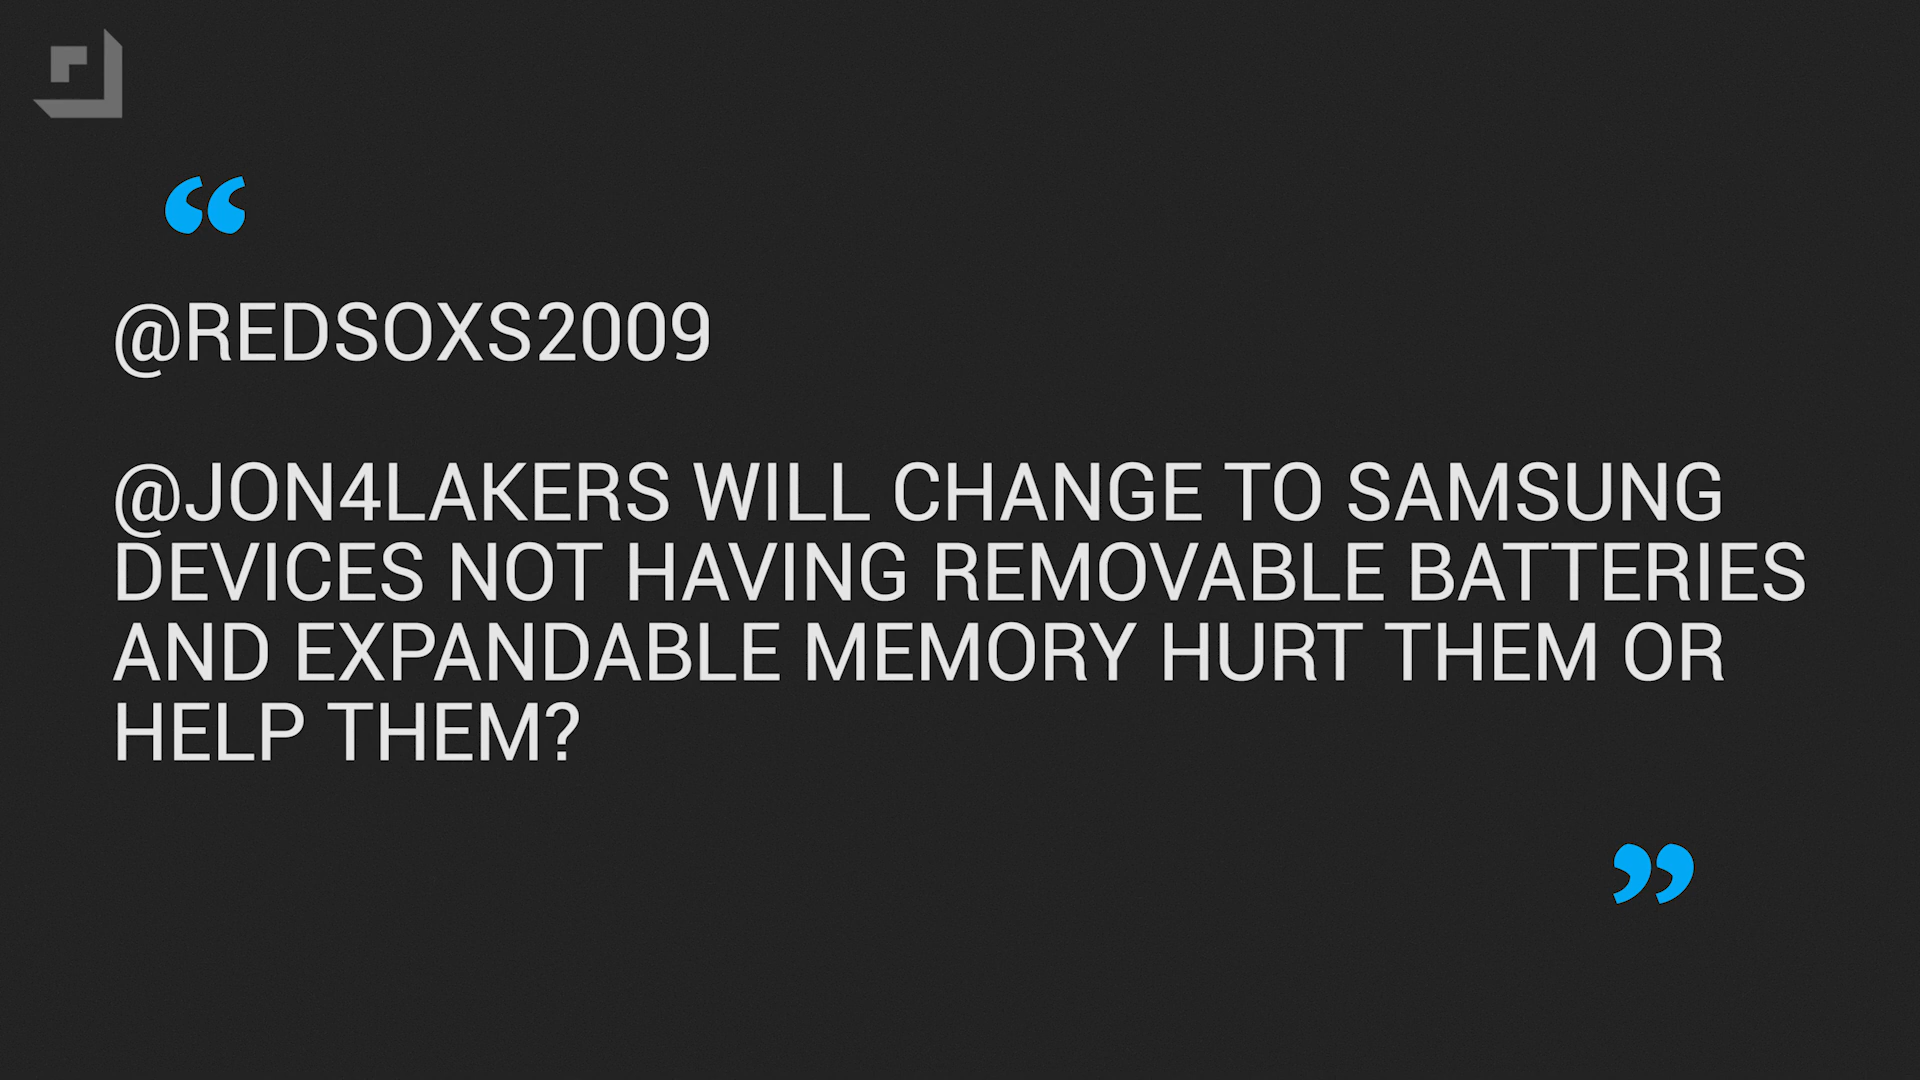 “
@REDSOXS2009
@JON4LAKERS WILL CHANGE TO SAMSUNG
DEVICES NOT HAVING REMOVABLE BATTERIES
AND EXPANDABLE MEMORY HURT THEM OR
HELP THEM?
”